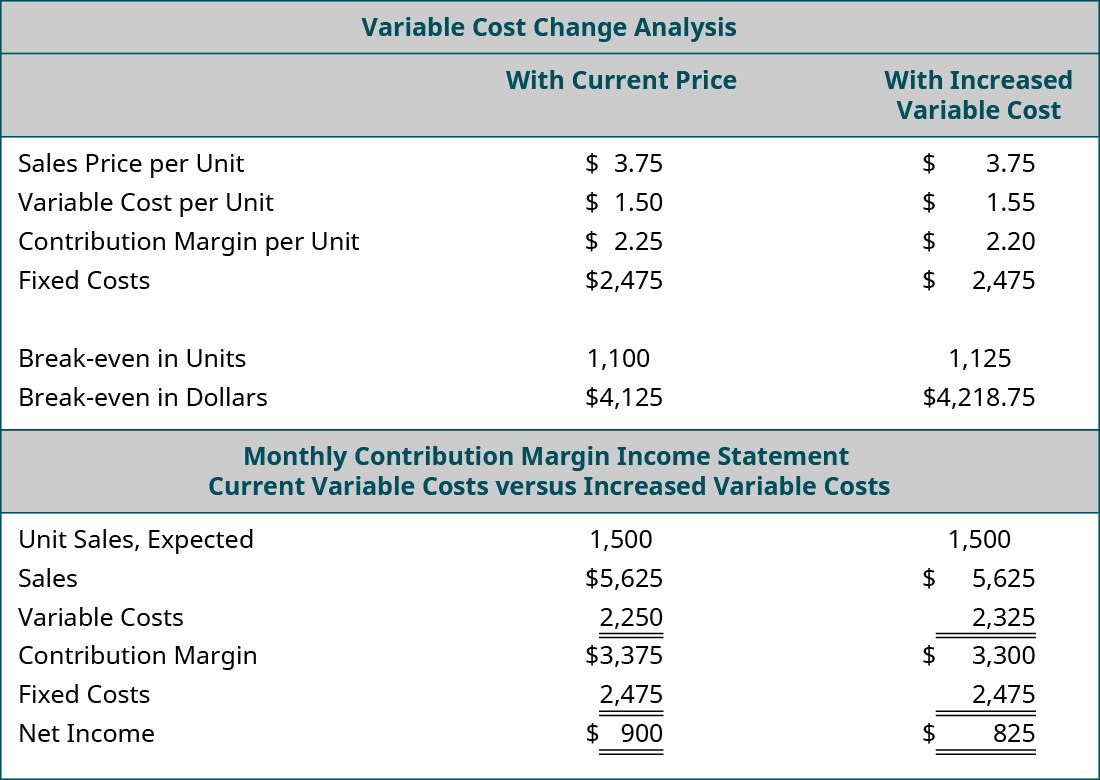 Variable Cost Change Analysis
With Current Price With Increased
Variable Cost
Sales Price per Unit $ 3.75 $ 3.75
Variable Cost per Unit $ 1.50 $ 1.55
Contribution Margin per Unit $ 2.25 $ 2.20
Fixed Costs $2,475 $ 2,475
Break-even in Units 1,100 1,125
Break-even in Dollars $4,125 $4,218.75
Monthly Contribution Margin Income Statement
Current Variable Costs versus Increased Variable Costs
Unit Sales, Expected 1,500 1,500
Sales $5,625 $ 5,625
Variable Costs 2,250 2,325
Contribution Margin $3,375 $ 3,300
Fixed Costs 2,475 2,475
Net Income $ 900 $ 825